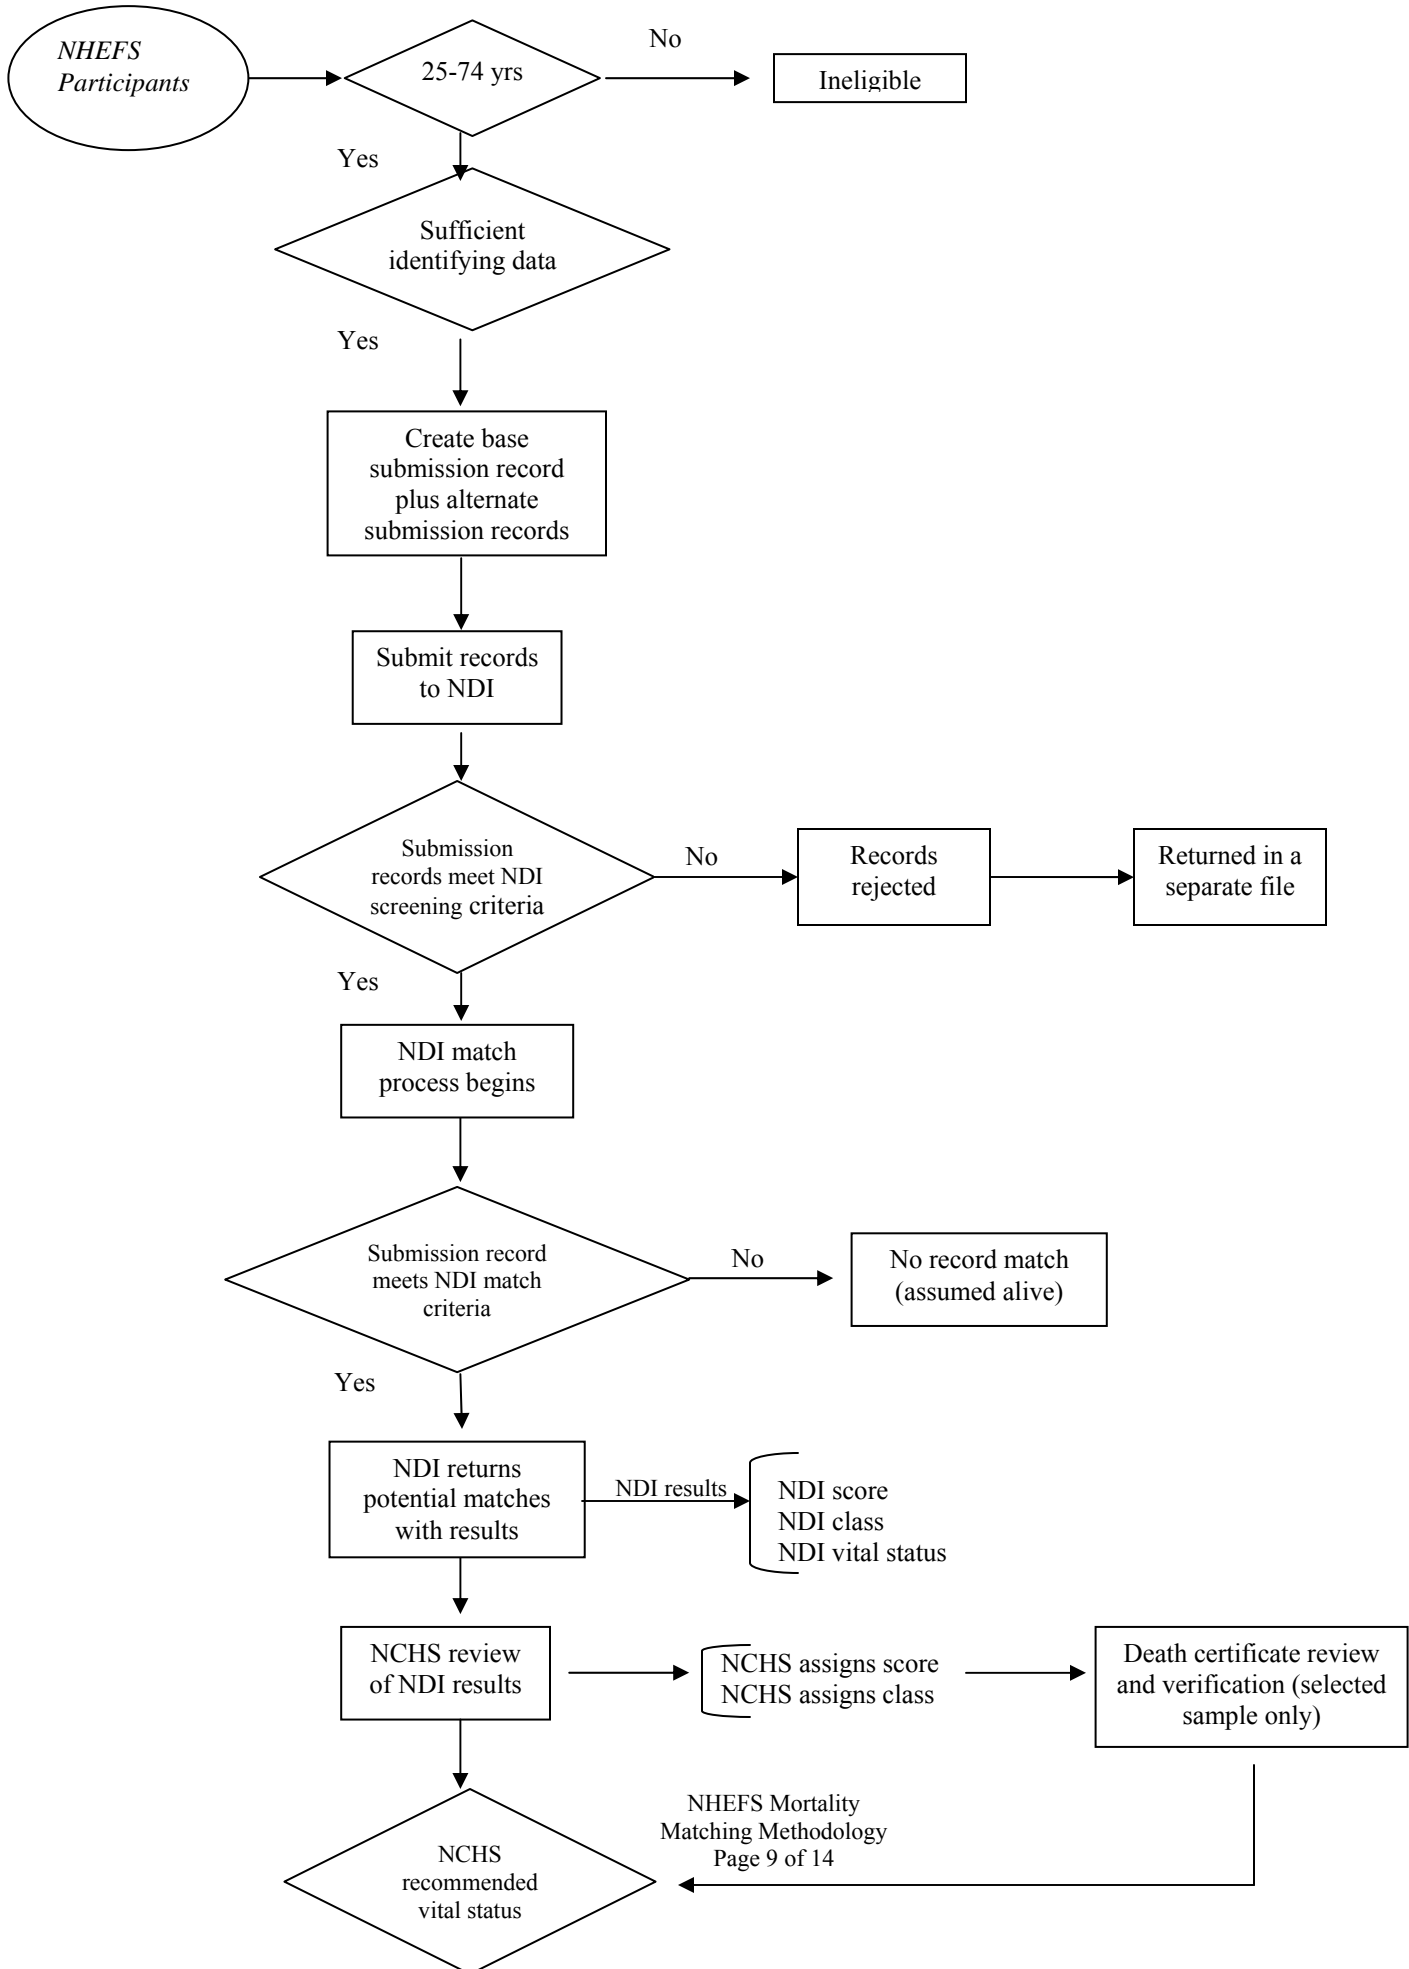 NHEFS
Participants
25-74 yrs
No
Ineligible
Yes
Sufficient
identifying data
Yes
Create base
submission record
plus alternate
submission records
Submit records
to NDI
Submission
records meet NDI
screening criteria
No
Records
rejected
Returned in a
separate file
Yes
NDI match
process begins
Submission record
meets NDI match
criteria
No
No record match
(assumed alive)
Yes
NDI returns
potential matches
with results
NDI results
NDI score
NDI class
NDI vital status
NCHS review
of NDI results
NCHS assigns score
NCHS assigns class
Death certificate review
and verification (selected
sample only)
NHEFS Mortality
Matching Methodology
Page 9 of 14
NCHS
recommended
vital status